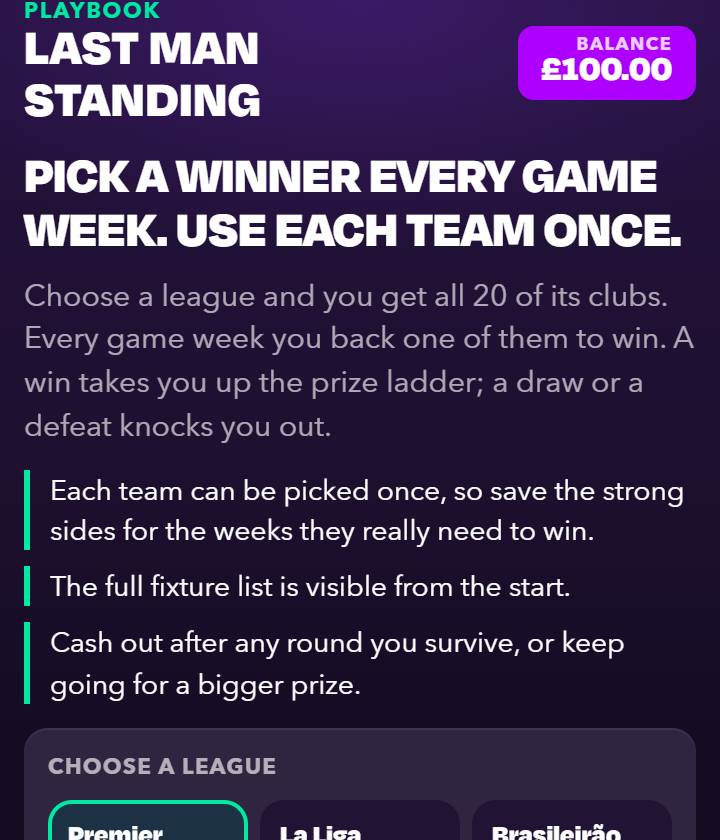 PLAYBOOK
LAST MAN
STANDING
BALANCE
£100.00
PICK A WINNER EVERY GAME
WEEK. USE EACH TEAM ONCE.
Choose a league and you get all 20 of its clubs.
Every game week you back one of them to win. A
win takes you up the prize ladder; a draw or a
defeat knocks you out.
Each team can be picked once, so save the strong
sides for the weeks they really need to win.
The full fixture list is visible from the start.
Cash out after any round you survive, or keep
going for a bigger prize.
CHOOSE A LEAGUE
Premier
La Liga
Brasileirão